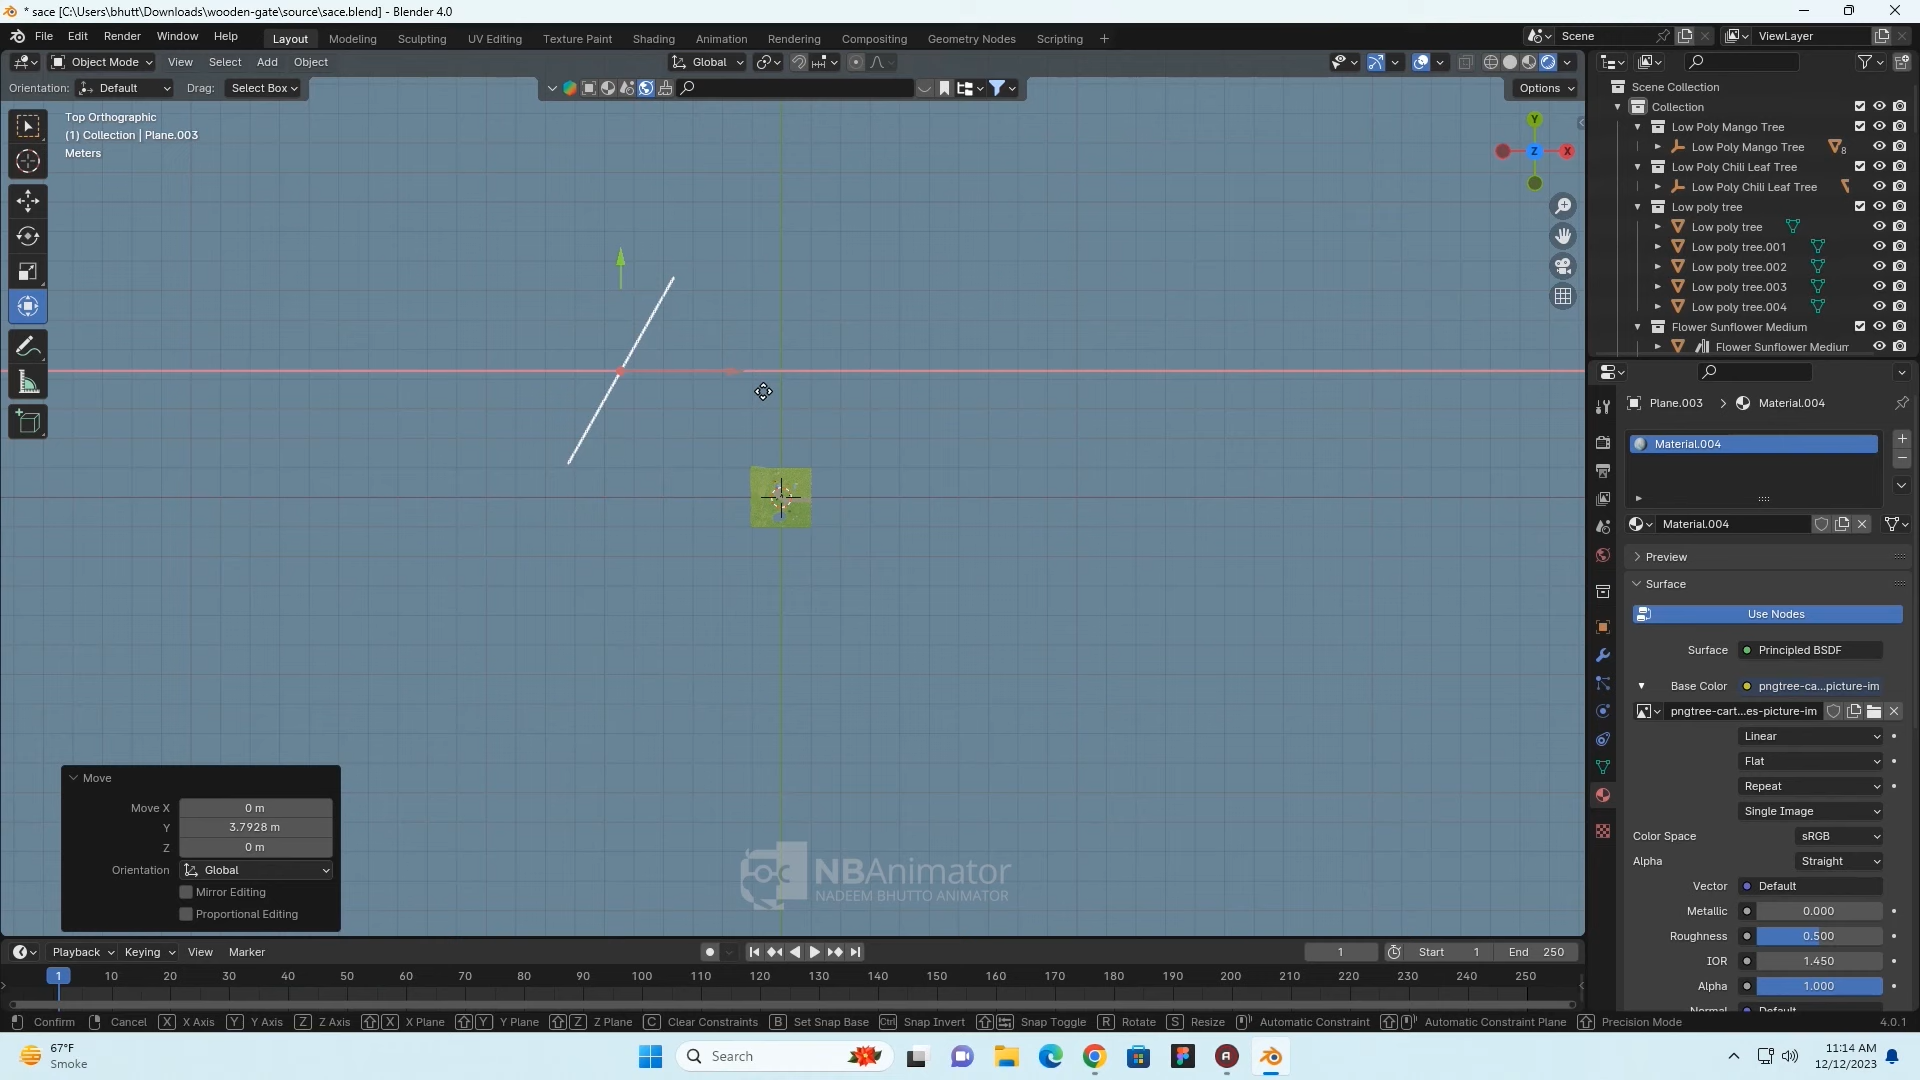 * sace [C:\Users\bhutt\Downloads\wooden-gate\source\sace.blend] - Blender 4.0
File Edit Render Window Help
Layout Modeling Sculpting UV Editing Texture Paint Shading Animation Rendering Compositing Geometry Nodes Scripting +
Scene ViewLayer
Object Mode View Select Add Object
Global
Orientation: Default Drag: Select Box
Options
Top Orthographic
(1) Collection | Plane.003
Meters
Y
Z
X
Scene Collection
Collection
Low Poly Mango Tree
Low Poly Mango Tree 8
Low Poly Chili Leaf Tree
Low Poly Chili Leaf Tree
Low poly tree
Low poly tree
Low poly tree.001
Low poly tree.002
Low poly tree.003
Low poly tree.004
Flower Sunflower Medium
Flower Sunflower Medium
Plane.003 > Material.004
Material.004
Material.004
Preview
Surface
Use Nodes
Surface Principled BSDF
Base Color pngtree-ca...picture-im
pngtree-cart...es-picture-im
Linear
Flat
Repeat
Single Image
Color Space sRGB
Alpha Straight
Vector Default
Metallic 0.000
Roughness 0.500
IOR 1.450
Alpha 1.000
Move
Move X 0 m
Y 3.7928 m
Z 0 m
Orientation Global
Mirror Editing
Proportional Editing
NBAnimator
NADEEM BHUTTO ANIMATOR
Playback Keying View Marker
1 Start 1 End 250
1 10 20 30 40 50 60 70 80 90 100 110 120 130 140 150 160 170 180 190 200 210 220 230 240 250
Confirm Cancel X X Axis Y Y Axis Z Z Axis X X Plane Y Y Plane Z Z Plane C Clear Constraints B Set Snap Base Ctrl Snap Invert Snap Toggle R Rotate S Resize Automatic Constraint Automatic Constraint Plane Precision Mode 4.0.1
67°F
Smoke
Search
11:14 AM
12/12/2023